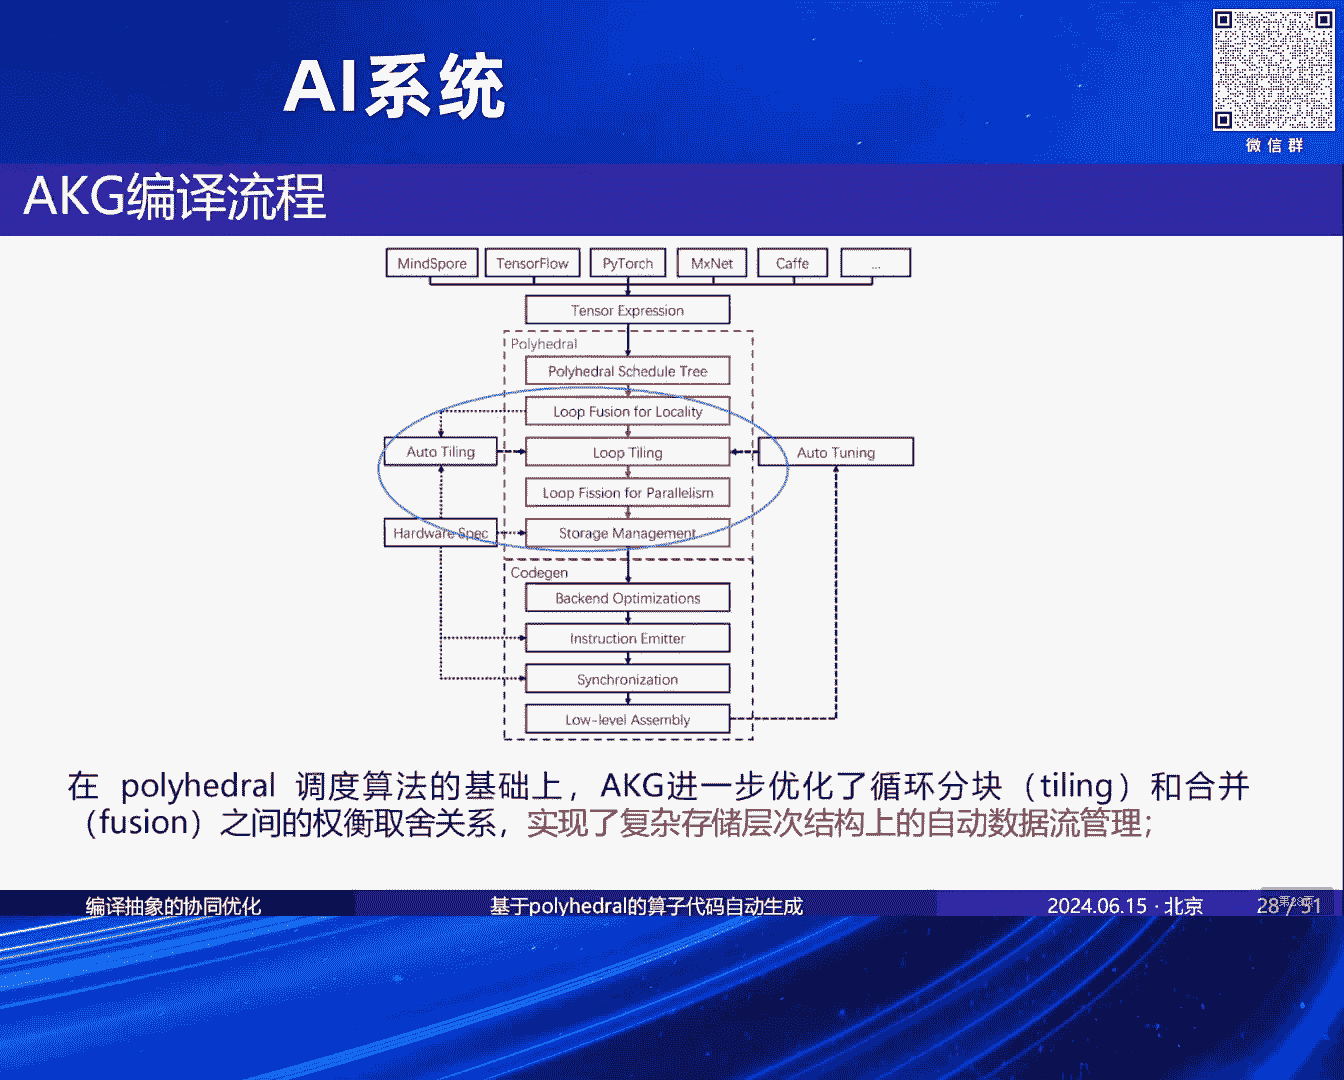 AI系统
微信群
AKG编译流程
MindSpore TensorFlow PyTorch MxNet Caffe ...
Tensor Expression
Polyhedral
Polyhedral Schedule Tree
Loop Fusion for Locality
Auto Tiling Loop Tiling Auto Tuning
Loop Fission for Parallelism
Hardware Spec Storage Management
Codegen
Backend Optimizations
Instruction Emitter
Synchronization
Low-level Assembly
在 polyhedral 调度算法的基础上，AKG进一步优化了循环分块（tiling）和合并
（fusion）之间的权衡取舍关系，实现了复杂存储层次结构上的自动数据流管理；
编译抽象的协同优化 基于polyhedral的算子代码自动生成 2024.06.15 · 北京 28 / 51